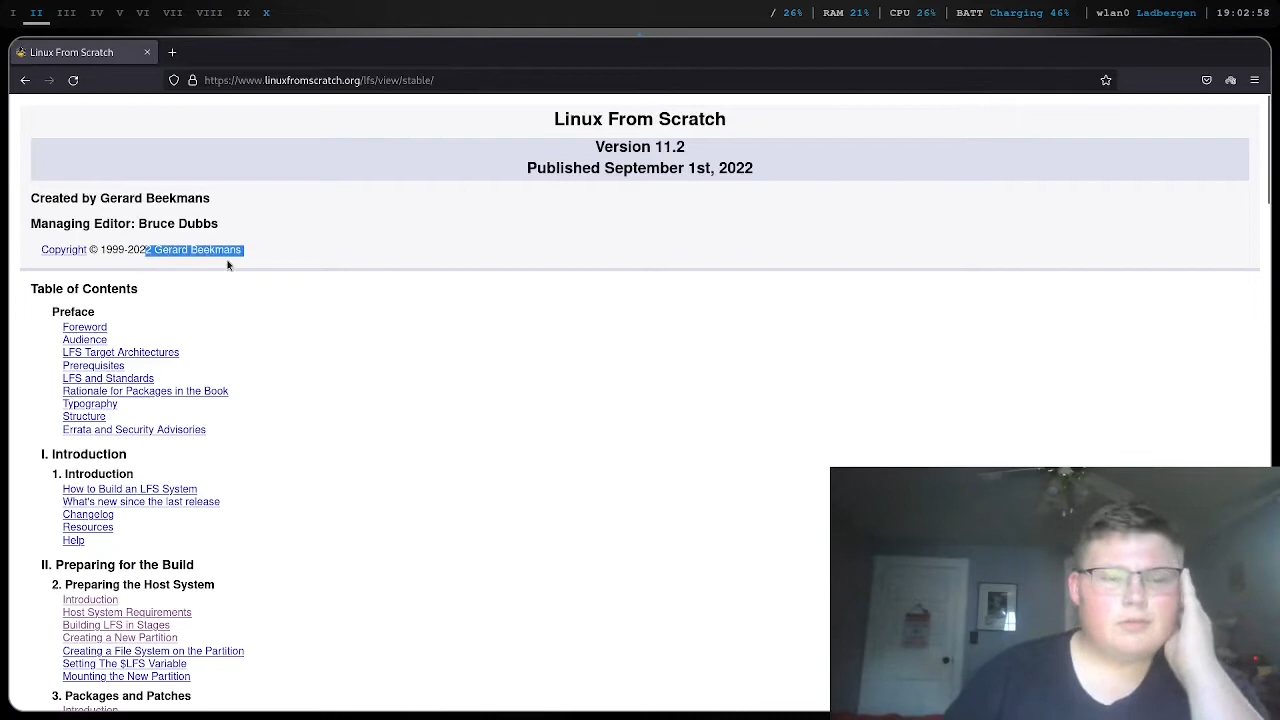 I II III IV V VI VII VIII IX X / 26% | RAM 21% | CPU 26% | BATT Charging 46% | wlan0 Ladbergen | 19:02:58
Linux From Scratch
https://www.linuxfromscratch.org/lfs/view/stable/
Linux From Scratch
Version 11.2
Published September 1st, 2022
Created by Gerard Beekmans
Managing Editor: Bruce Dubbs
Copyright © 1999-2022 Gerard Beekmans
Table of Contents
Preface
Foreword
Audience
LFS Target Architectures
Prerequisites
LFS and Standards
Rationale for Packages in the Book
Typography
Structure
Errata and Security Advisories
I. Introduction
1. Introduction
How to Build an LFS System
What's new since the last release
Changelog
Resources
Help
II. Preparing for the Build
2. Preparing the Host System
Introduction
Host System Requirements
Building LFS in Stages
Creating a New Partition
Creating a File System on the Partition
Setting The $LFS Variable
Mounting the New Partition
3. Packages and Patches
Introduction